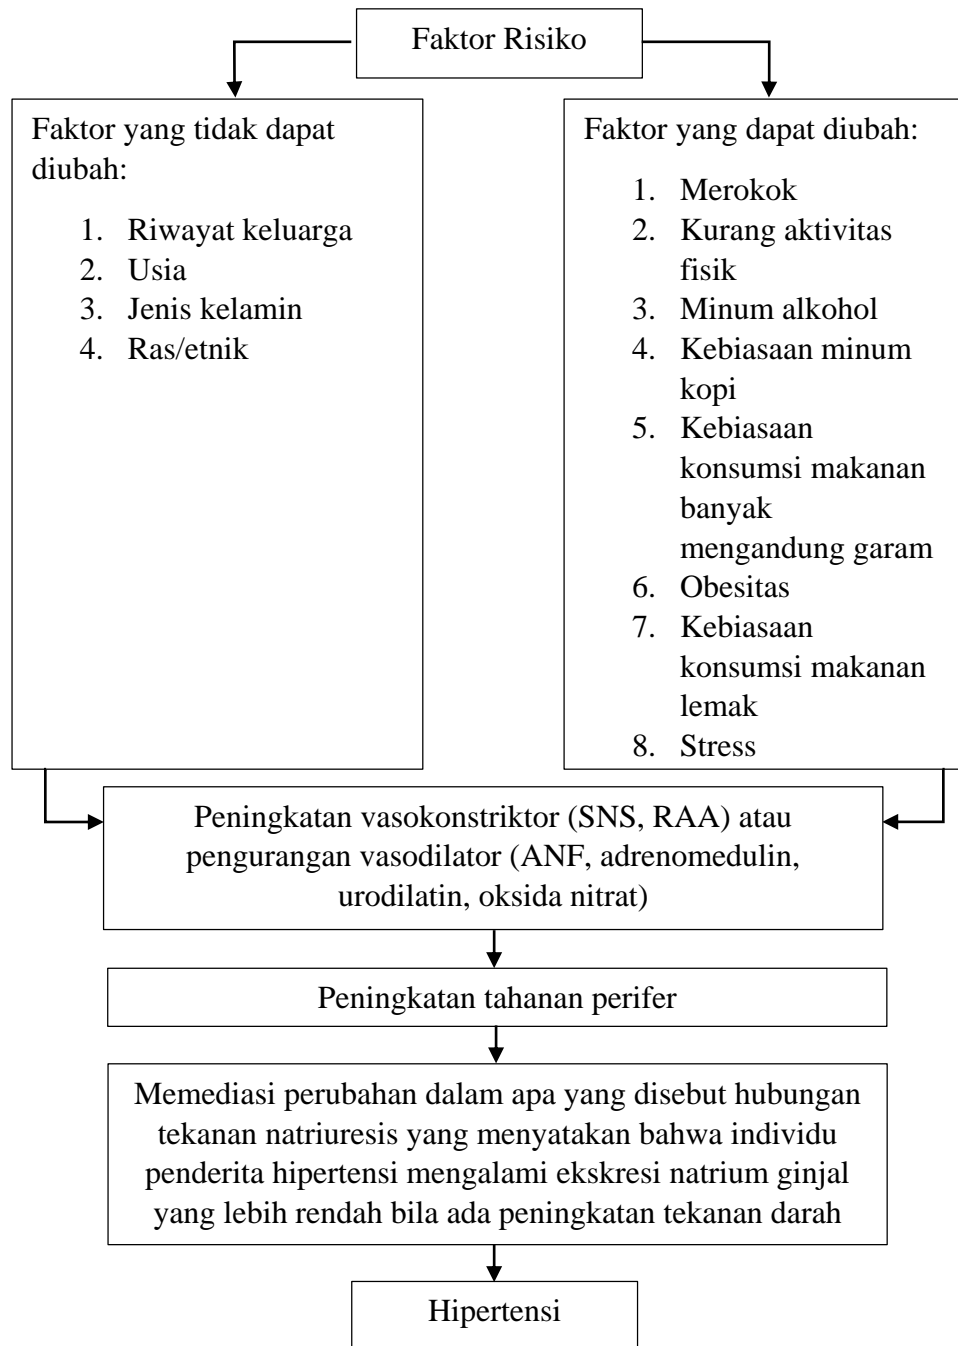 Faktor Risiko
Faktor yang tidak dapat
diubah:
1. Riwayat keluarga
2. Usia
3. Jenis kelamin
4. Ras/etnik
Faktor yang dapat diubah:
1. Merokok
2. Kurang aktivitas
fisik
3. Minum alkohol
4. Kebiasaan minum
kopi
5. Kebiasaan
konsumsi makanan
banyak
mengandung garam
6. Obesitas
7. Kebiasaan
konsumsi makanan
lemak
8. Stress
Peningkatan vasokonstriktor (SNS, RAA) atau
pengurangan vasodilator (ANF, adrenomedulin,
urodilatin, oksida nitrat)
Peningkatan tahanan perifer
Memediasi perubahan dalam apa yang disebut hubungan
tekanan natriuresis yang menyatakan bahwa individu
penderita hipertensi mengalami ekskresi natrium ginjal
yang lebih rendah bila ada peningkatan tekanan darah
Hipertensi